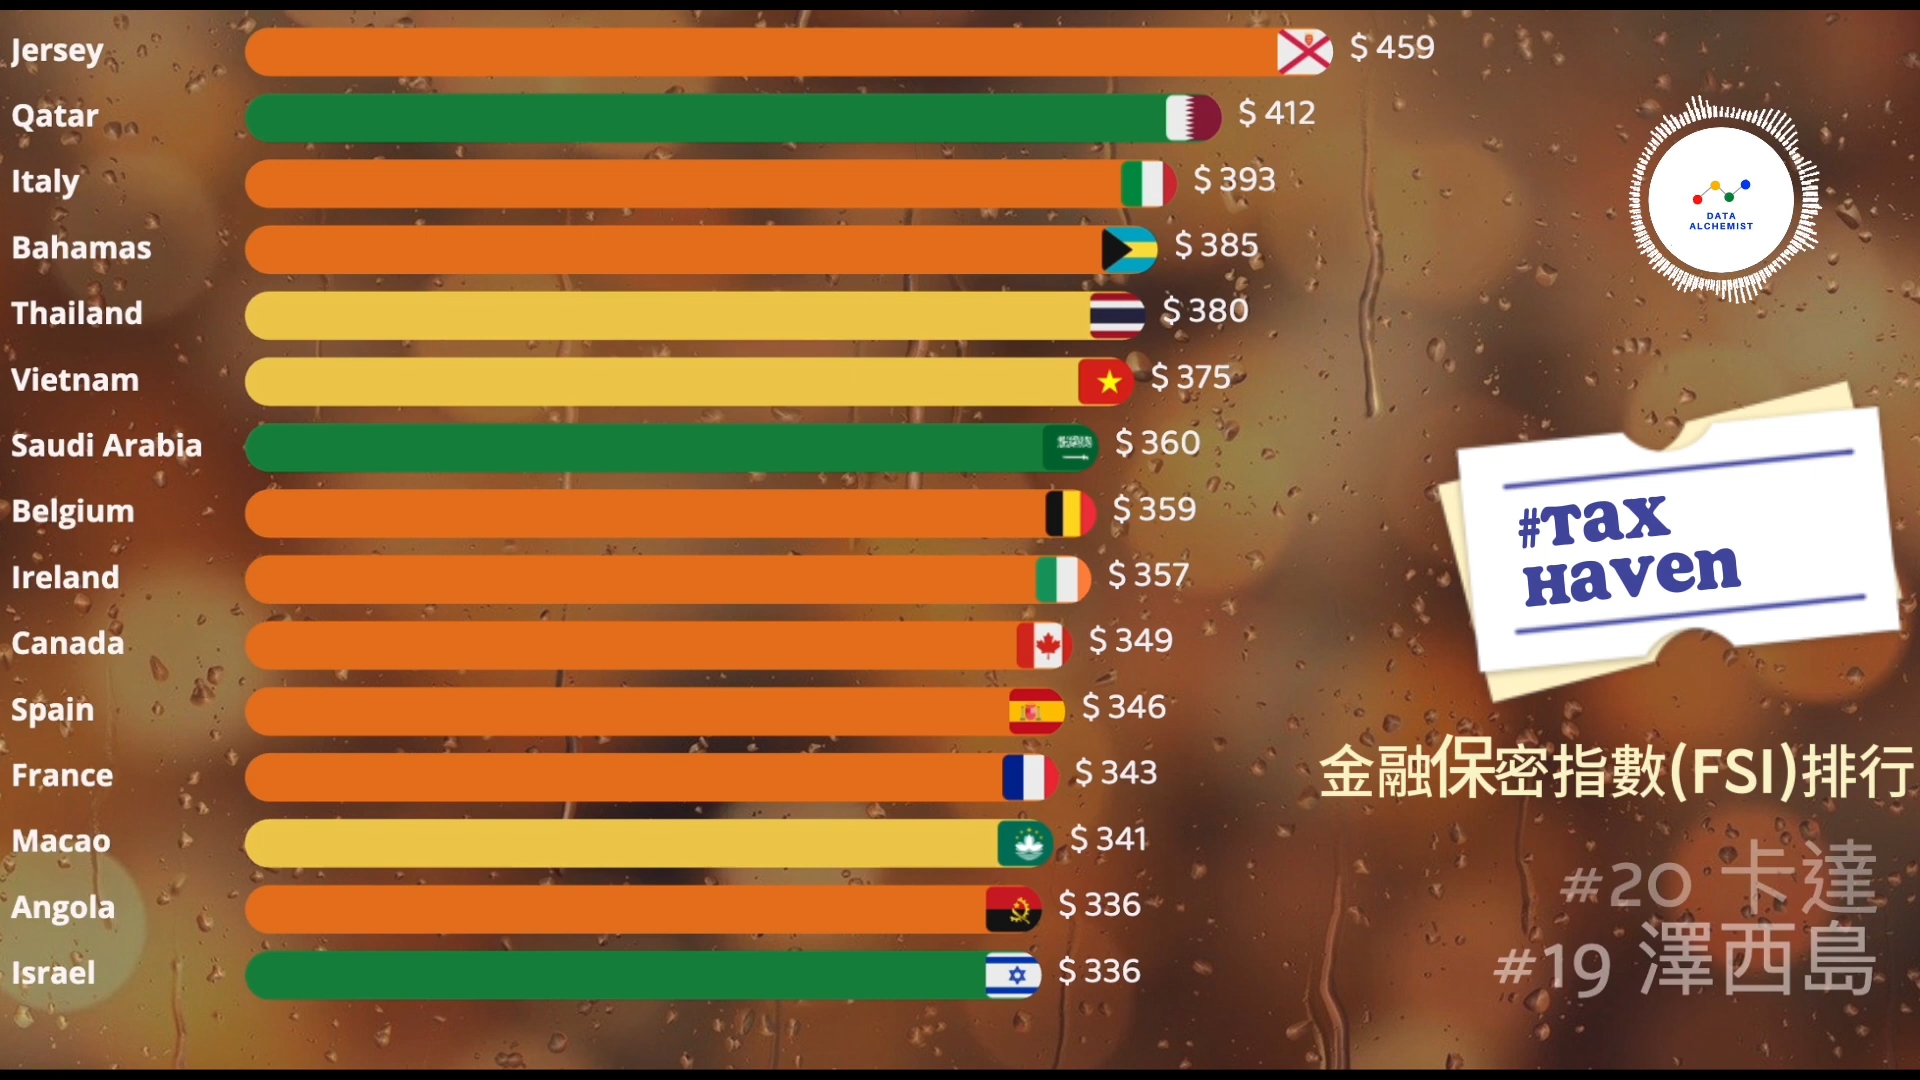 Jersey $ 459
Qatar $ 412
Italy $ 393
Bahamas $ 385
Thailand $ 380
Vietnam $ 375
Saudi Arabia $ 360
Belgium $ 359
Ireland $ 357
Canada $ 349
Spain $ 346
France $ 343
Macao $ 341
Angola $ 336
Israel $ 336
DATA
ALCHEMIST
#Tax
Haven
金融保密指數(FSI)排行
#20 卡達
#19 澤西島